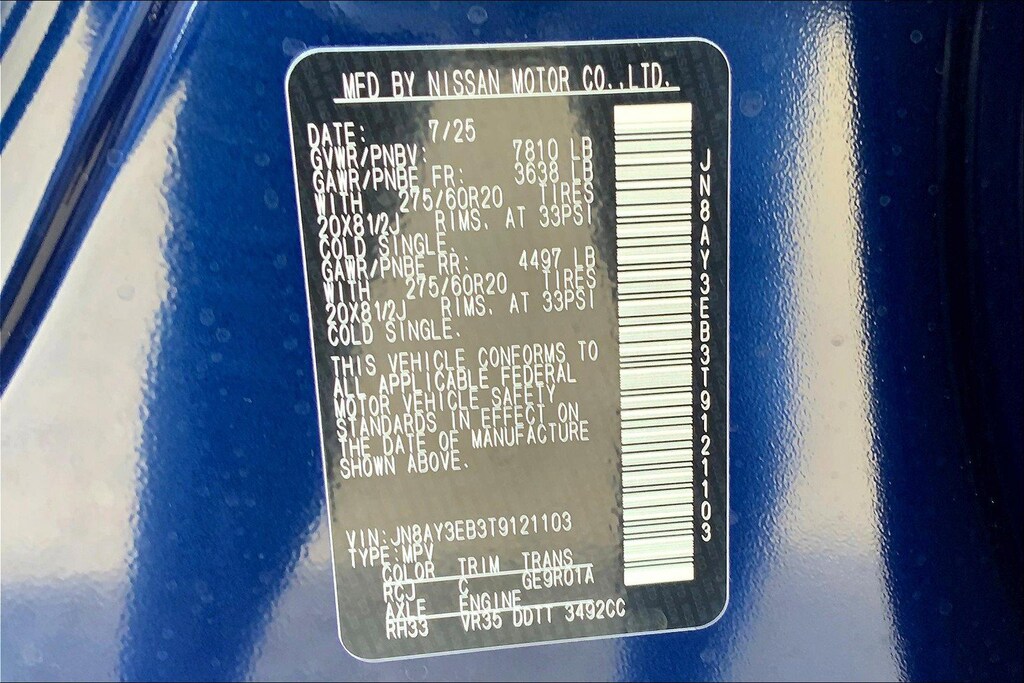 MFD BY NISSAN MOTOR CO.,LTD.
DATE: 7/25
GVWR/PNBV: 7810 LB
GAWR/PNBE FR: 3638 LB
WITH 275/60R20 TIRES
20X81/2J RIMS. AT 33PSI
COLD SINGLE.
GAWR/PNBE RR: 4497 LB
WITH 275/60R20 TIRES
20X81/2J RIMS. AT 33PSI
COLD SINGLE.
THIS VEHICLE CONFORMS TO
ALL APPLICABLE FEDERAL
MOTOR VEHICLE SAFETY
STANDARDS IN EFFECT ON
THE DATE OF MANUFACTURE
SHOWN ABOVE.
VIN:JN8AY3EB3T9121103
TYPE:MPV
COLOR TRIM TRANS
RCJ C GE9R01A
AXLE ENGINE
RH33 VR35 DDTT 3492CC
JN8AY3EB3T9121103